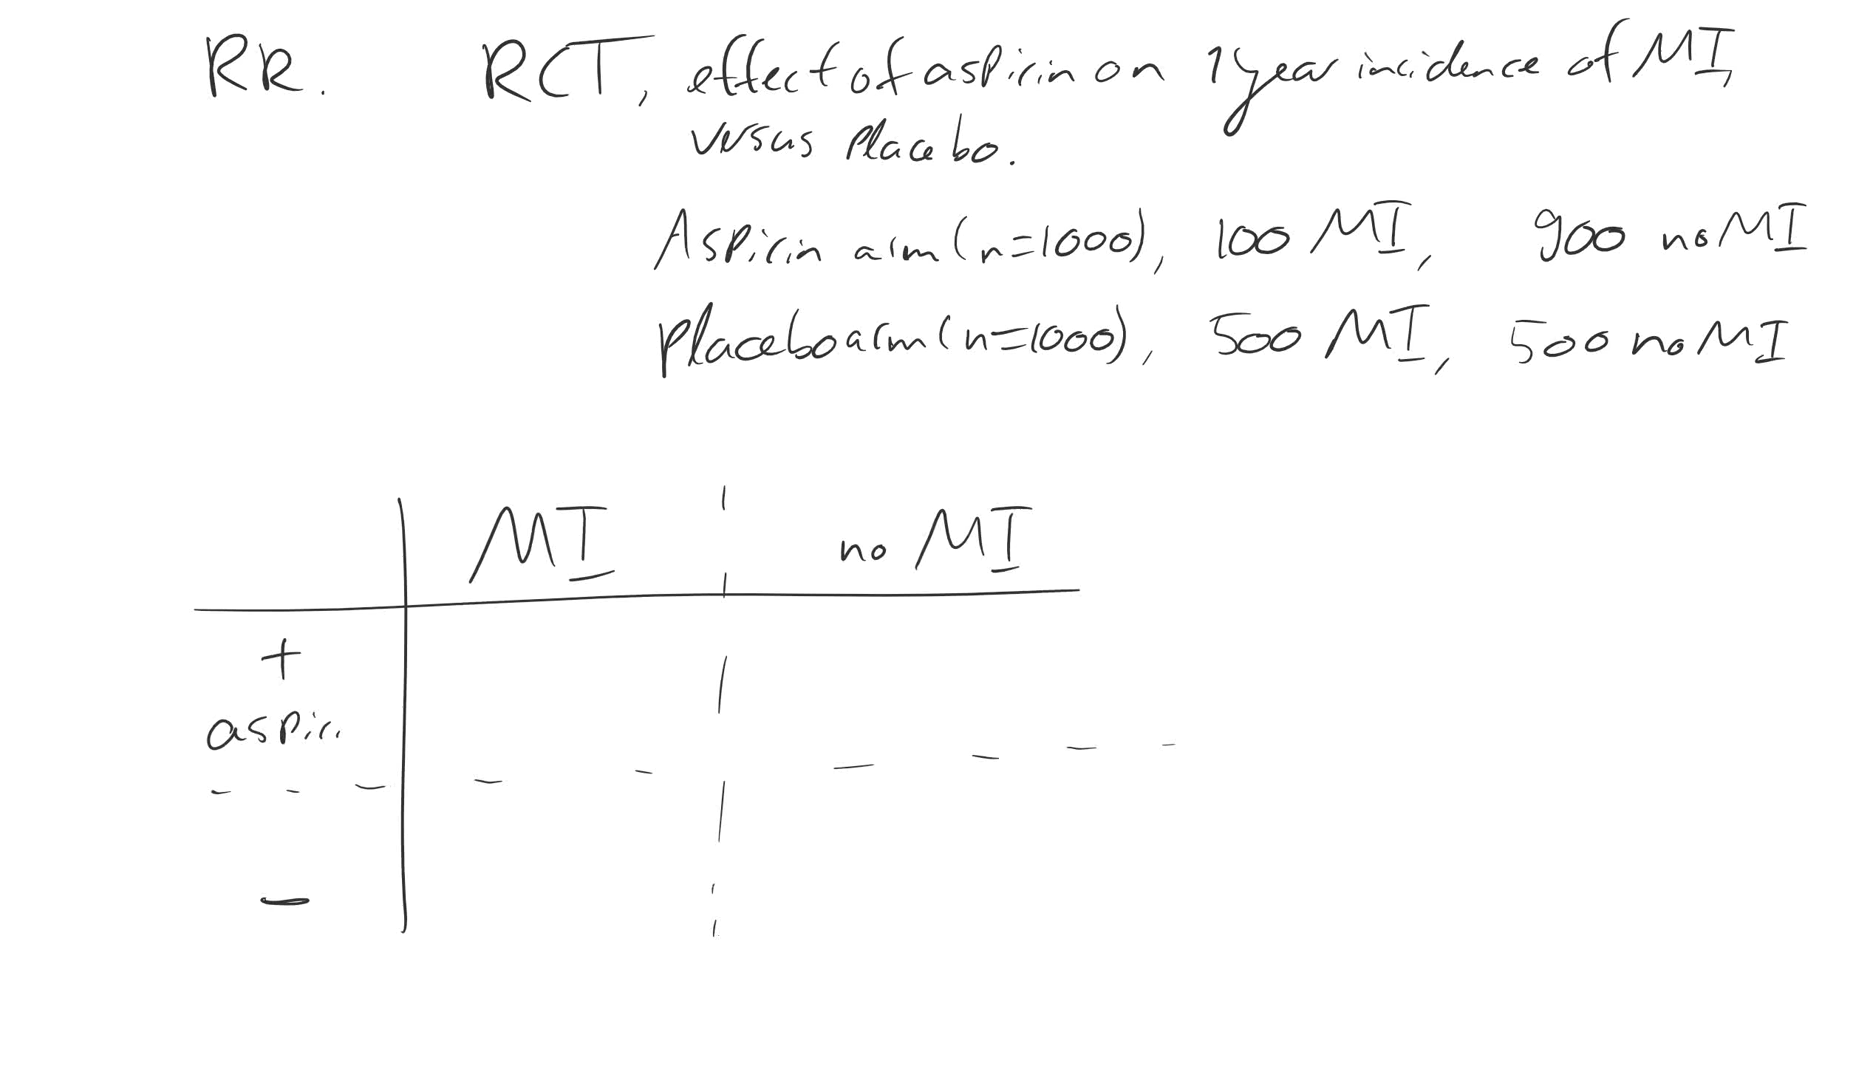 RR. RCT, effect of aspirin on 1 year incidence of MI,
versus placebo.
Aspirin arm (n=1000), 100 MI, 900 no MI
placebo arm (n=1000), 500 MI, 500 no MI
MI no MI
+
aspirin
-